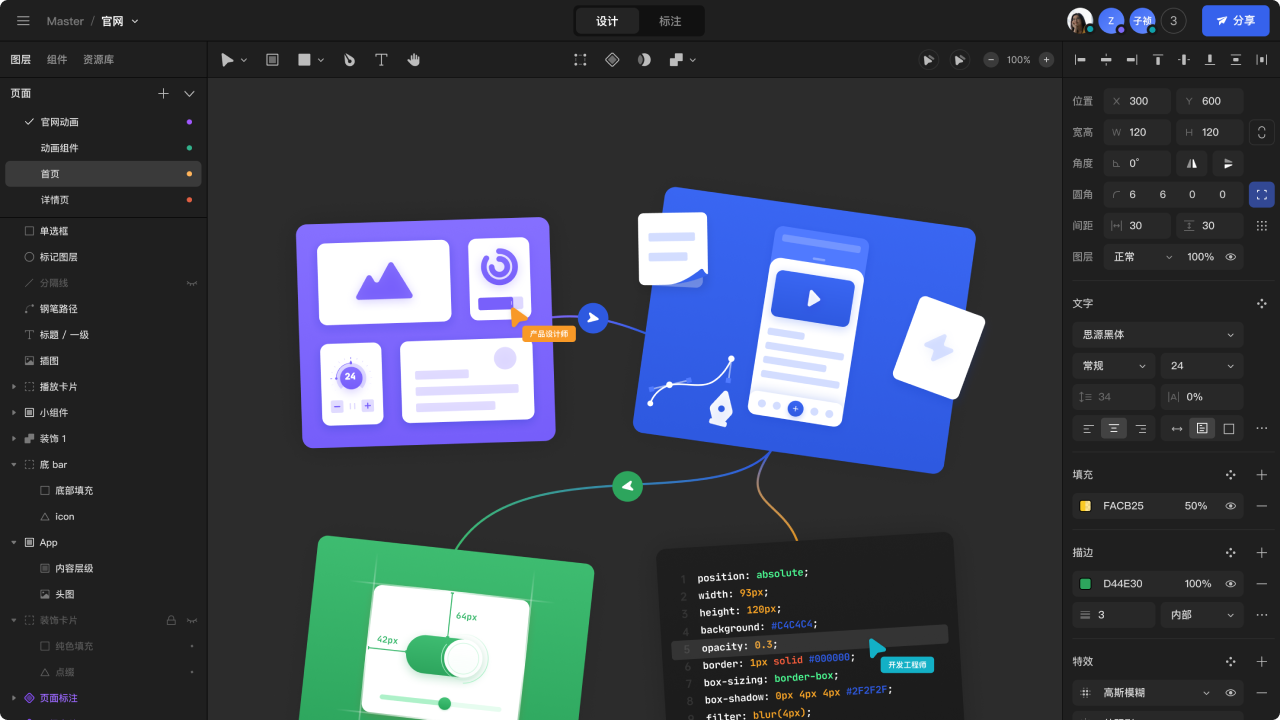 Master / 官网
设计
标注
Z
子祯
3
分享
图层 组件 资源库
100%
页面
官网动画
动画组件
首页
详情页
单选框
标记图层
分隔线
钢笔路径
标题 / 一级
插图
播放卡片
小组件
装饰 1
底 bar
底部填充
icon
App
内容层级
头图
装饰卡片
纯色填充
点缀
页面标注
产品设计师
24
64px
42px
1 position: absolute;
2 width: 93px;
3 height: 120px;
4 background: #C4C4C4;
5 opacity: 0.3;
6 border: 1px solid #000000;
7 box-sizing: border-box;
8 box-shadow: 0px 4px 4px #2F2F2F;
9 filter: blur(4px);
开发工程师
位置 X 300 Y 600
宽高 W 120 H 120
角度 0°
圆角 6 6 0 0
间距 30 30
图层 正常 100%
文字
思源黑体
常规 24
34 |A| 0%
填充
FACB25 50%
描边
D44E30 100%
3 内部
特效
高斯模糊